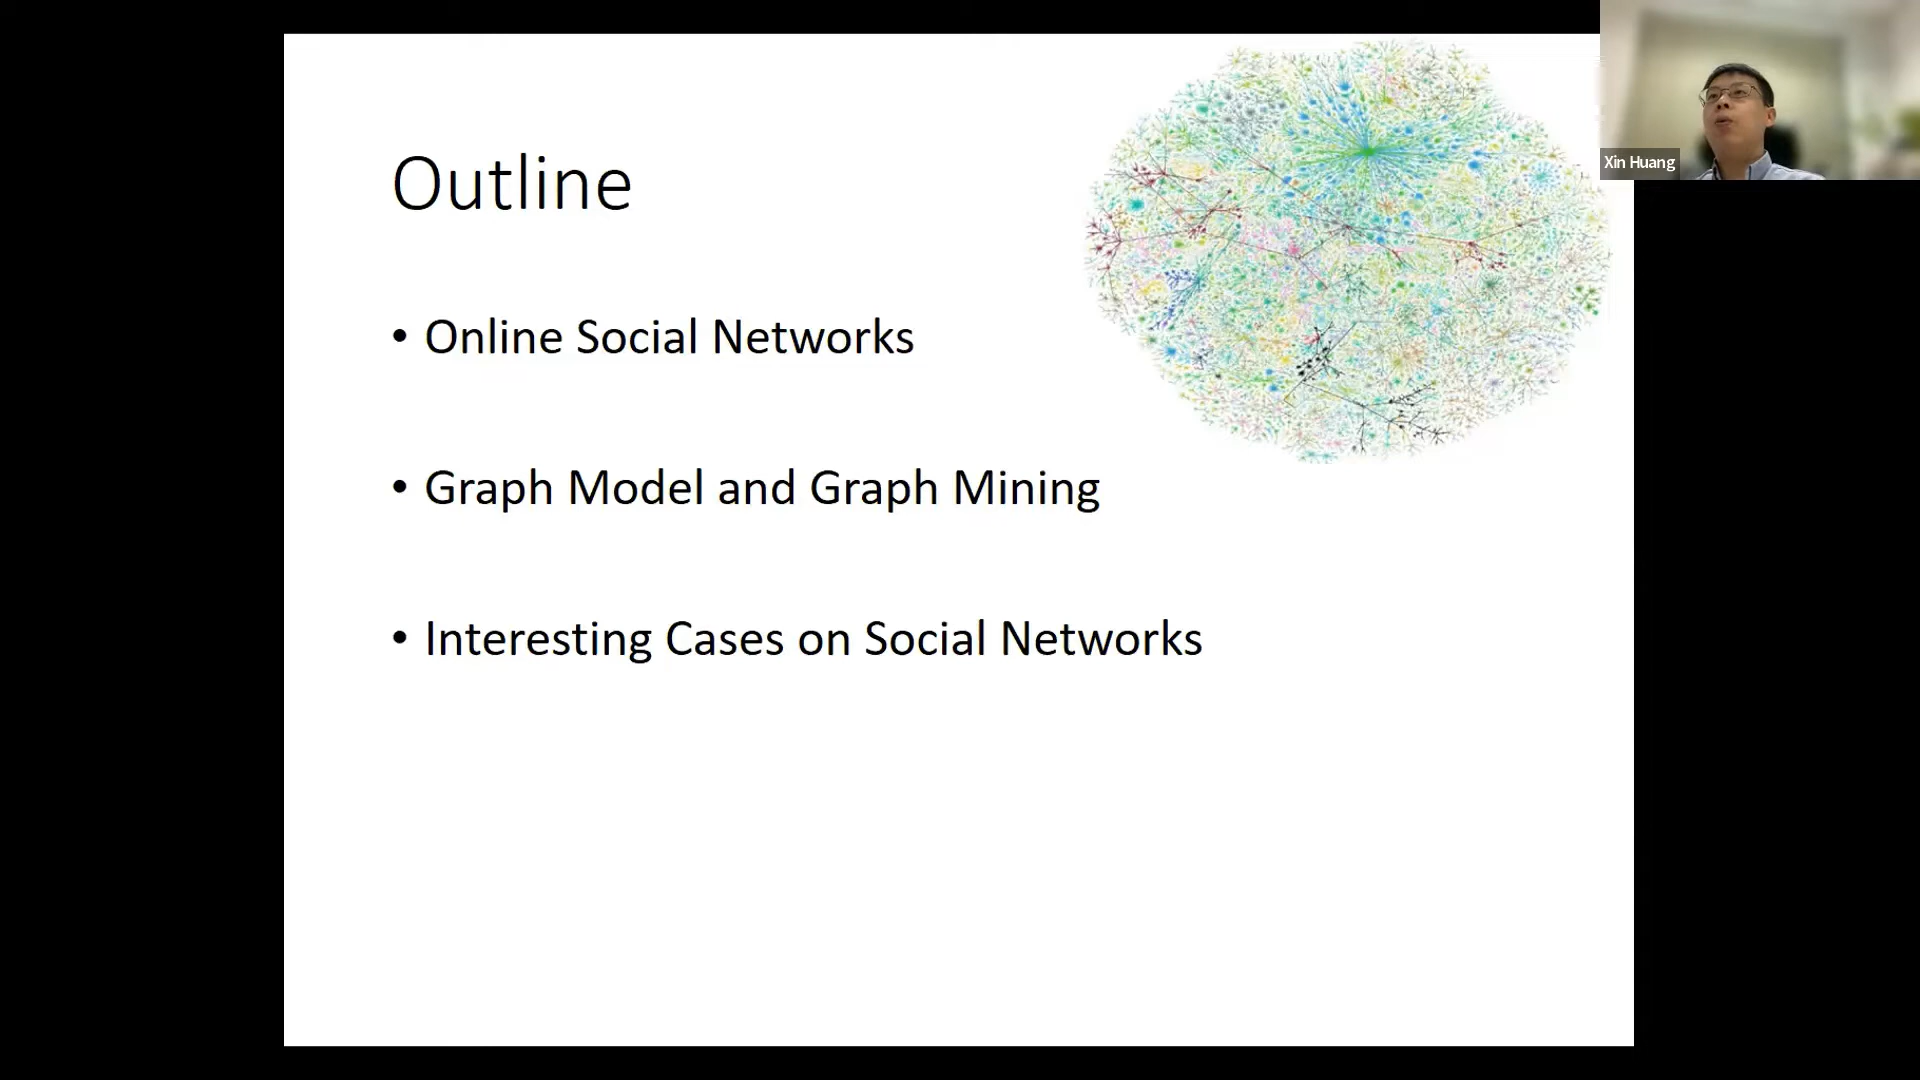 Outline
• Online Social Networks
• Graph Model and Graph Mining
• Interesting Cases on Social Networks
Xin Huang